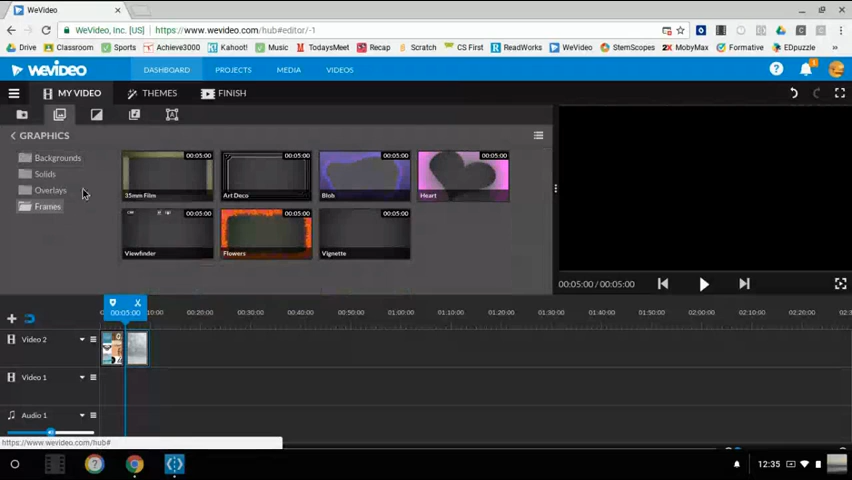 WeVideo
WeVideo, Inc. [US] https://www.wevideo.com/hub#editor/-1
Drive Classroom Sports Achieve3000 Kahoot! Music TodaysMeet Recap Scratch CS First ReadWorks WeVideo StemScopes MobyMax Formative EDpuzzle
WEVIDEO DASHBOARD PROJECTS MEDIA VIDEOS
MY VIDEO THEMES FINISH
GRAPHICS
Backgrounds
Solids
Overlays
Frames
00:05:00 00:05:00 00:05:00 00:05:00
35mm Film Art Deco Blob Heart
00:05:00 00:05:00 00:05:00
Viewfinder Flowers Vignette
00:05:00 / 00:05:00
00:05:00 00:20:00 00:30:00 00:40:00 00:50:00 01:00:00 01:10:00 01:20:00 01:30:00 01:40:00 01:50:00 02:00:00 02:10:00 02:20:00
Video 2
Video 1
Audio 1
https://www.wevideo.com/hub#
12:35